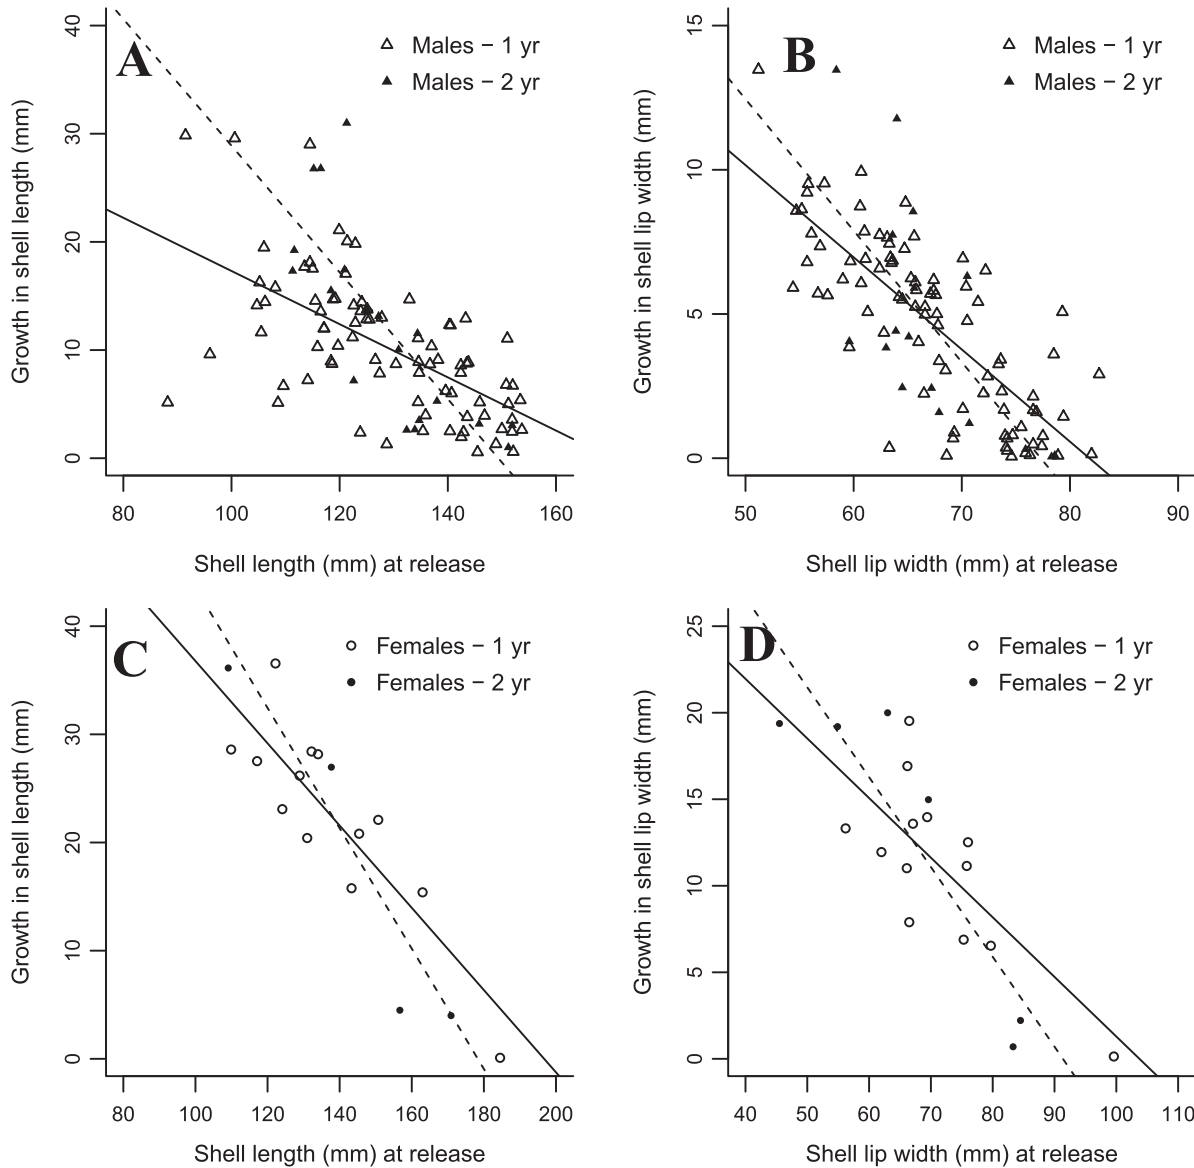 A
Males − 1 yr
Males − 2 yr
Growth in shell length (mm)
0 10 20 30 40
80 100 120 140 160
Shell length (mm) at release
B
Males − 1 yr
Males − 2 yr
Growth in shell lip width (mm)
0 5 10 15
50 60 70 80 90
Shell lip width (mm) at release
C
Females − 1 yr
Females − 2 yr
Growth in shell length (mm)
0 10 20 30 40
80 100 120 140 160 180 200
Shell length (mm) at release
D
Females − 1 yr
Females − 2 yr
Growth in shell lip width (mm)
0 5 10 15 20 25
40 50 60 70 80 90 100 110
Shell lip width (mm) at release